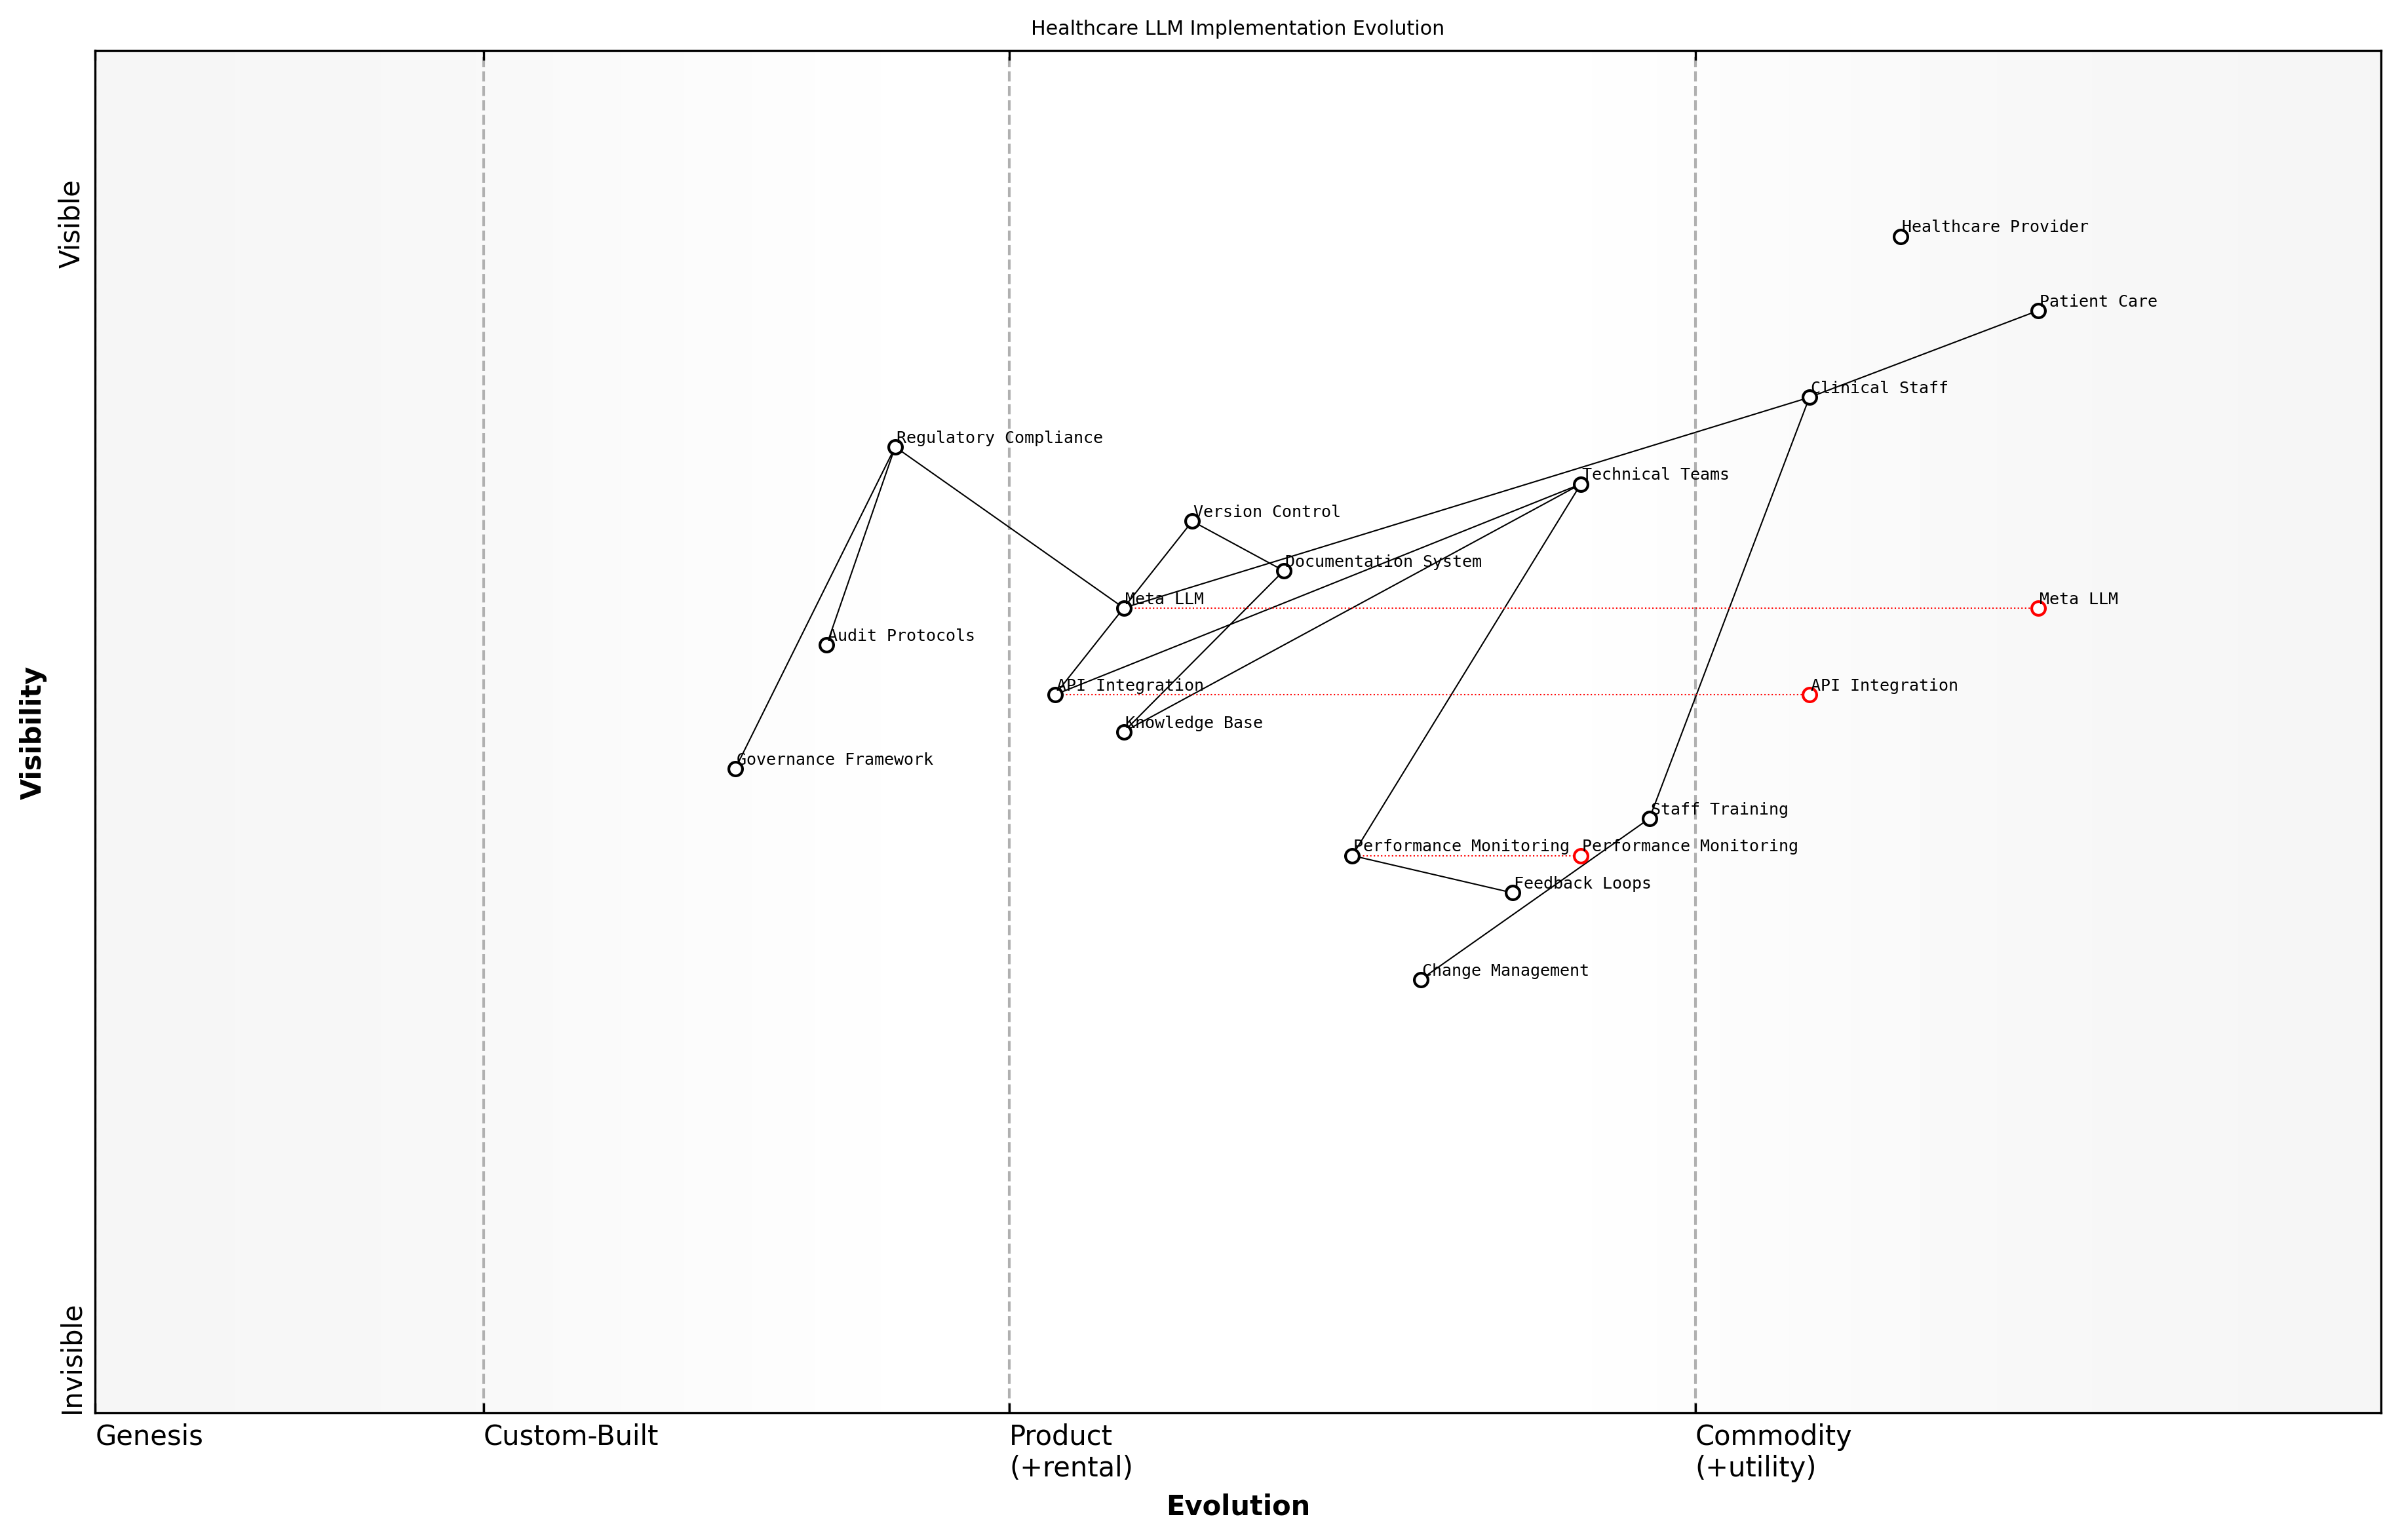 Healthcare LLM Implementation Evolution
Visible
Healthcare Provider
Patient Care
Clinical Staff
Regulatory Compliance
Technical Teams
Version Control
Documentation System
Meta LLM
Meta LLM
Audit Protocols
API Integration
API Integration
Knowledge Base
Visibility
Governance Framework
Staff Training
Performance Monitoring
Performance Monitoring
Feedback Loops
Change Management
Invisible
Genesis
Custom-Built
Product
(+rental)
Commodity
(+utility)
Evolution